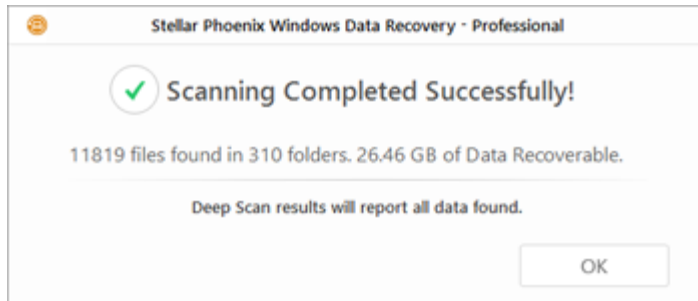 Stellar Phoenix Windows Data Recovery - Professional
Scanning Completed Successfully!
11819 files found in 310 folders. 26.46 GB of Data Recoverable.
Deep Scan results will report all data found.
OK